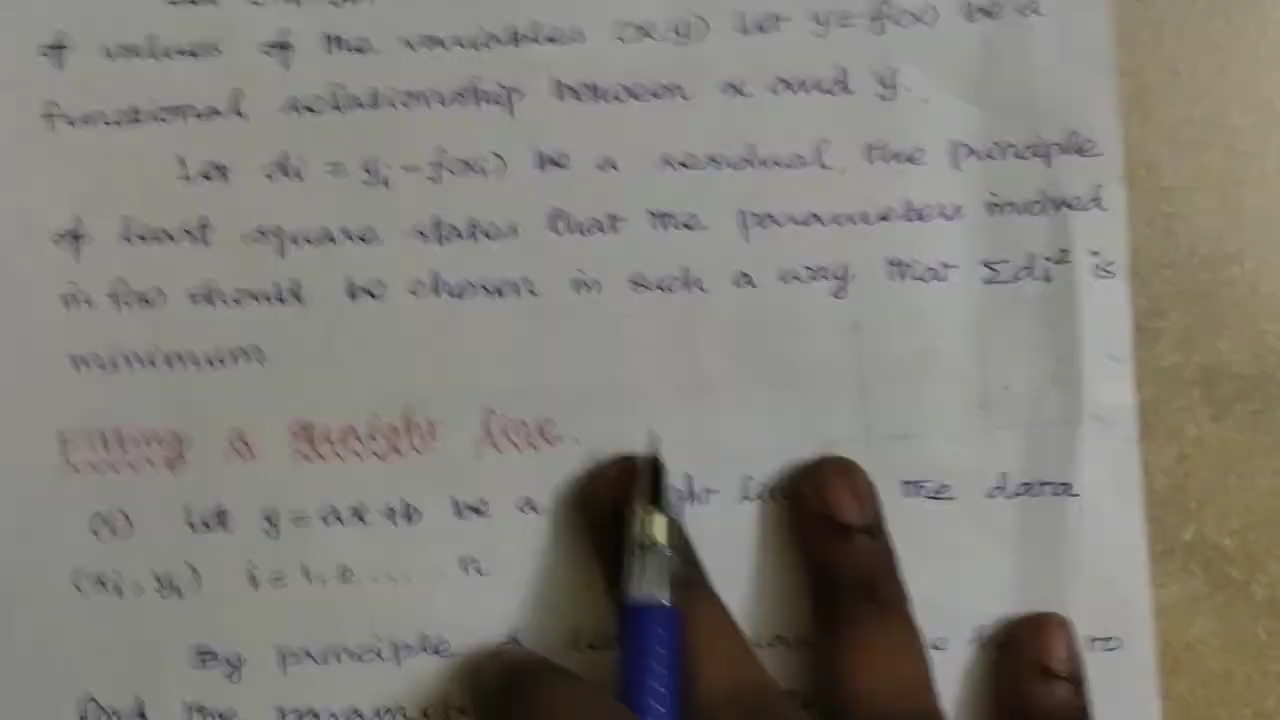 of values of the variables (x,y) Let y=f(x) be a
functional relationship between x and y.
Let di = yi - f(xi) be a residual. The principle
of least square states that the parameters involved
in f(x) should be chosen in such a way that Σdi² is
minimum
Fitting a straight line.
Let y=ax+b be a the data
(xi, yi) i=1,2.... n
By principle
the